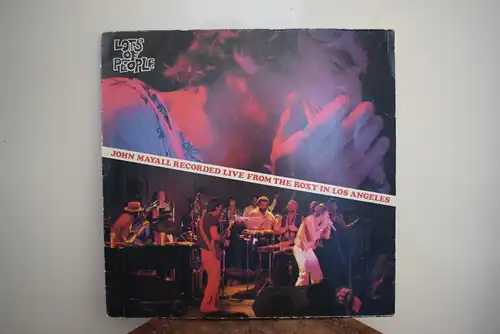 LOTS
OF
PEOPLE
JOHN MAYALL RECORDED LIVE FROM THE ROXY IN LOS ANGELES